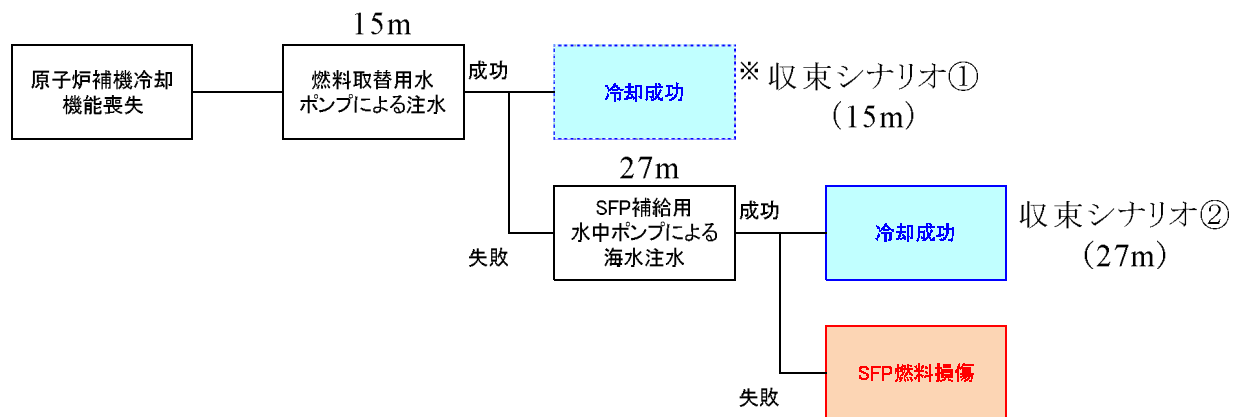 15m
原子炉補機冷却
機能喪失
燃料取替用水
ポンプによる注水
成功
冷却成功
※収束シナリオ①
(15m)
27m
失敗
SFP補給用
水中ポンプによる
海水注水
成功
冷却成功
収束シナリオ②
(27m)
失敗
SFP燃料損傷